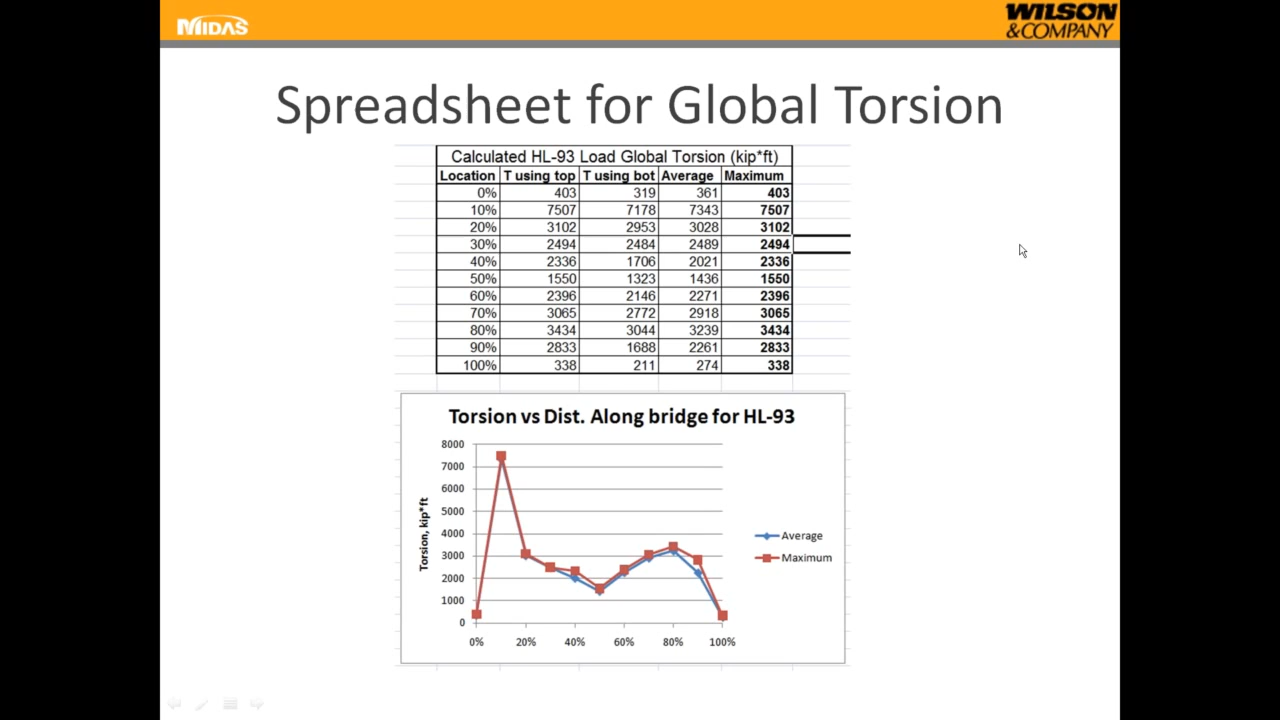 MIDAS
WILSON
&COMPANY
Spreadsheet for Global Torsion
Calculated HL-93 Load Global Torsion (kip*ft)
Location T using top T using bot Average Maximum
0% 403 319 361 403
10% 7507 7178 7343 7507
20% 3102 2953 3028 3102
30% 2494 2484 2489 2494
40% 2336 1706 2021 2336
50% 1550 1323 1436 1550
60% 2396 2146 2271 2396
70% 3065 2772 2918 3065
80% 3434 3044 3239 3434
90% 2833 1688 2261 2833
100% 338 211 274 338
Torsion vs Dist. Along bridge for HL-93
Torsion, kip*ft
8000
7000
6000
5000
4000
3000
2000
1000
0
0% 20% 40% 60% 80% 100%
Average
Maximum